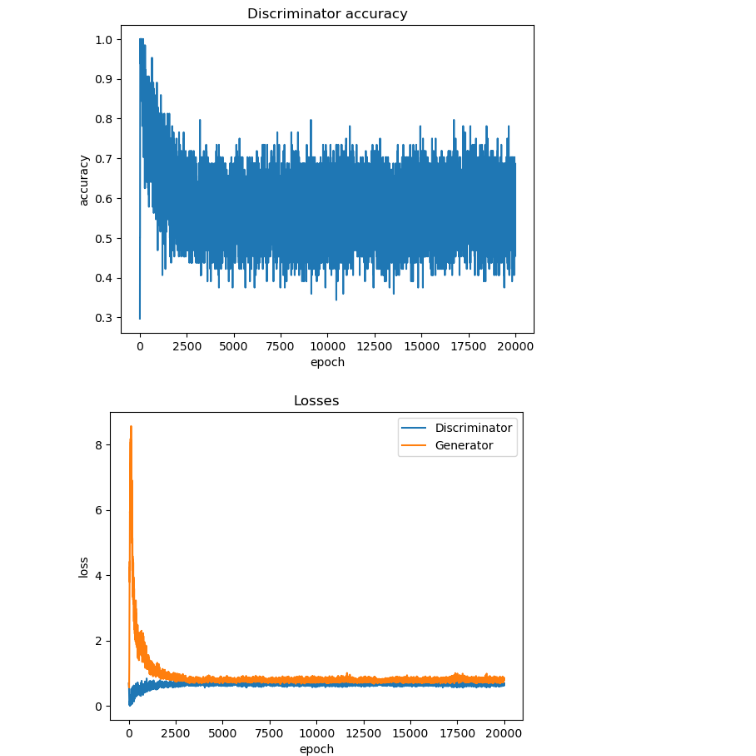 Discriminator accuracy
1.0
0.9
0.8
0.7
0.6
0.5
0.4
0.3
accuracy
0 2500 5000 7500 10000 12500 15000 17500 20000
epoch
Losses
Discriminator
Generator
8
6
4
2
0
loss
0 2500 5000 7500 10000 12500 15000 17500 20000
epoch